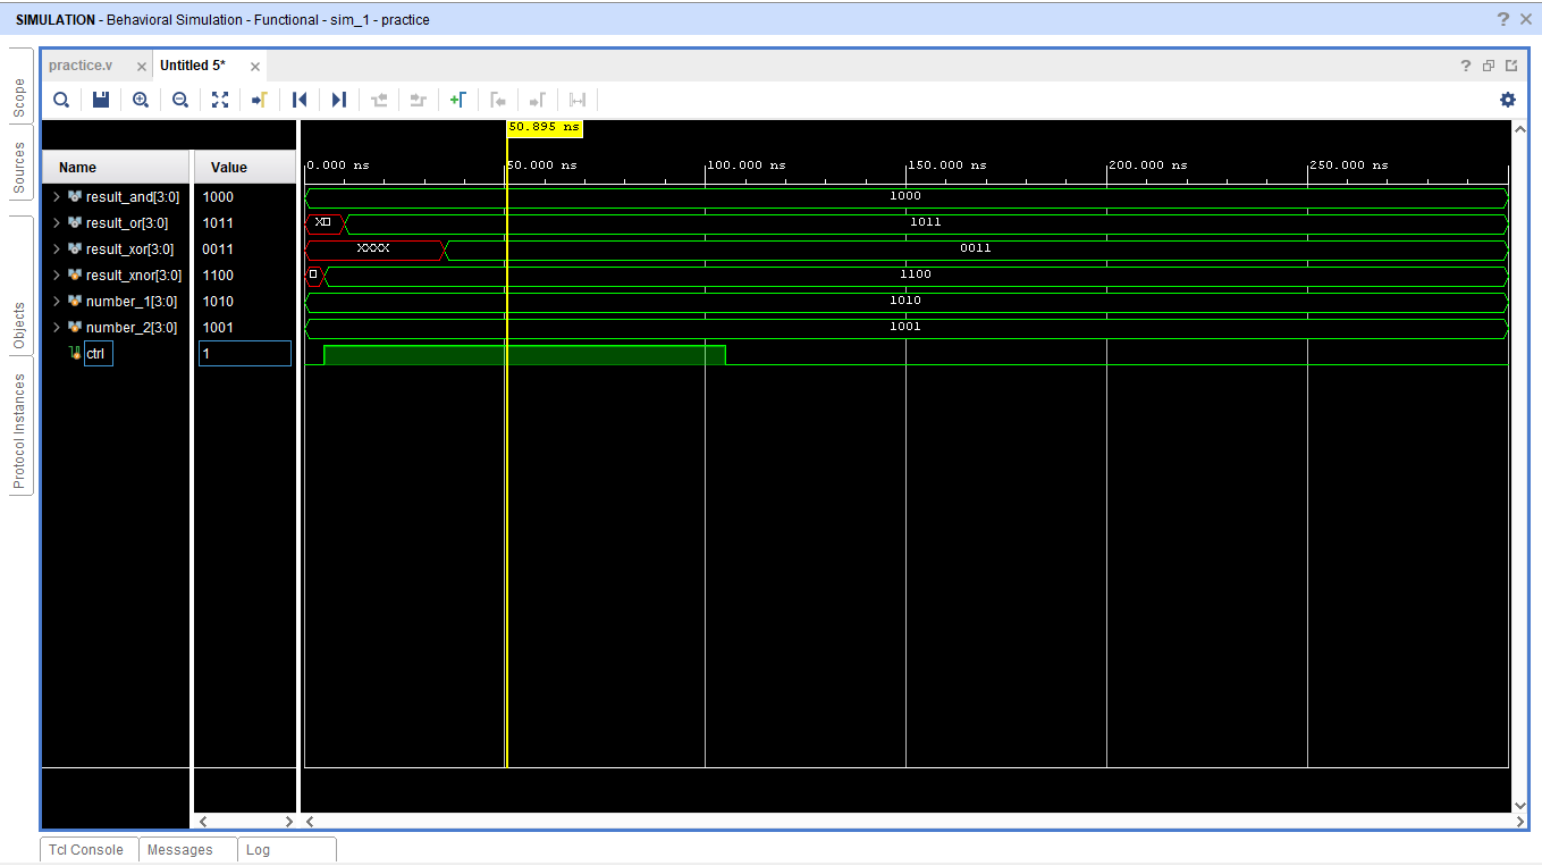 SIMULATION - Behavioral Simulation - Functional - sim_1 - practice
practice.v
Untitled 5*
Scope
Sources
Objects
Protocol Instances
50.895 ns
Name
Value
0.000 ns
50.000 ns
100.000 ns
150.000 ns
200.000 ns
250.000 ns
result_and[3:0]
1000
1000
result_or[3:0]
1011
X
1011
result_xor[3:0]
0011
XXXX
0011
result_xnor[3:0]
1100
1100
number_1[3:0]
1010
1010
number_2[3:0]
1001
1001
ctrl
1
Tcl Console
Messages
Log